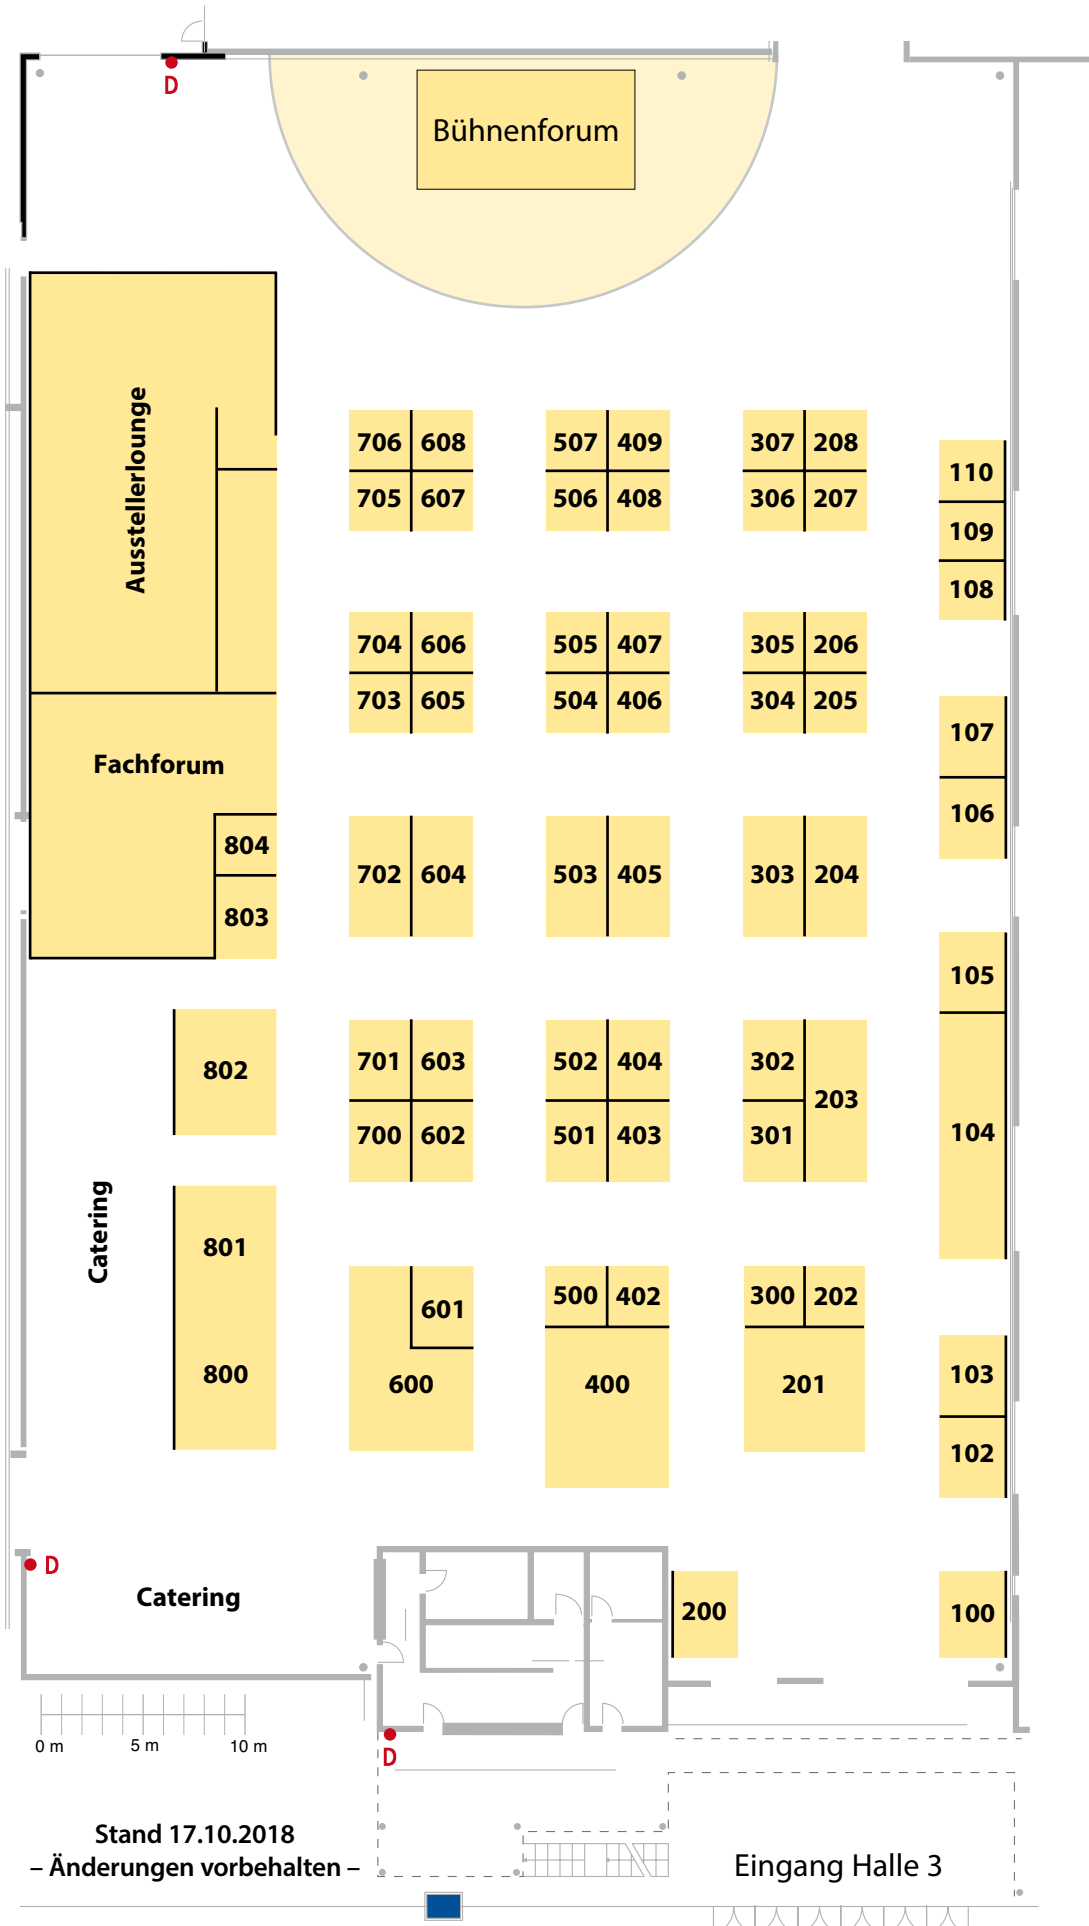 D
Bühnenforum
Ausstellerlounge
706 608 507 409 307 208
110
705 607 506 408 306 207
109
108
704 606 505 407 305 206
703 605 504 406 304 205
107
Fachforum
106
804
702 604 503 405 303 204
803
105
802
701 603 502 404 302
203
104
700 602 501 403 301
Catering
801
601
500 402 300 202
800
600 400 201
103
102
D
Catering
200
100
0 m 5 m 10 m
D
Stand 17.10.2018
– Änderungen vorbehalten –
Eingang Halle 3